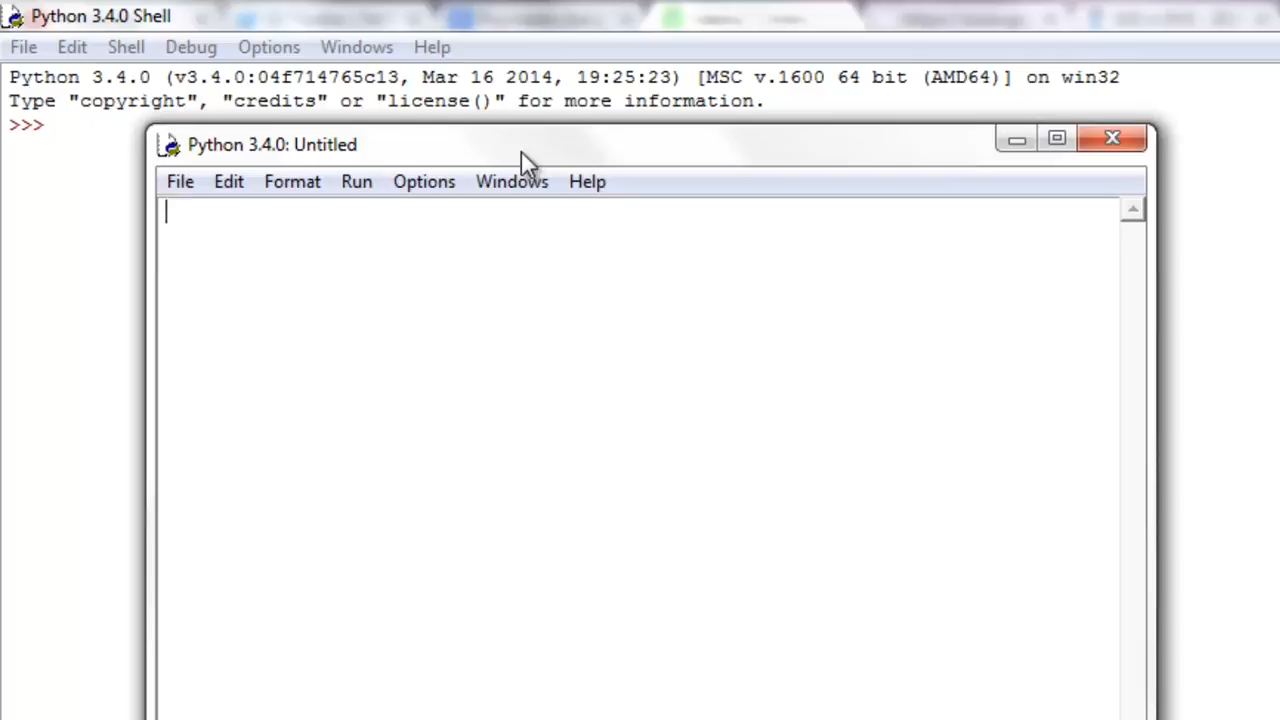 Python 3.4.0 Shell
File Edit Shell Debug Options Windows Help
Python 3.4.0 (v3.4.0:04f714765c13, Mar 16 2014, 19:25:23) [MSC v.1600 64 bit (AMD64)] on win32
Type "copyright", "credits" or "license()" for more information.
>>>
Python 3.4.0: Untitled
File Edit Format Run Options Windows Help